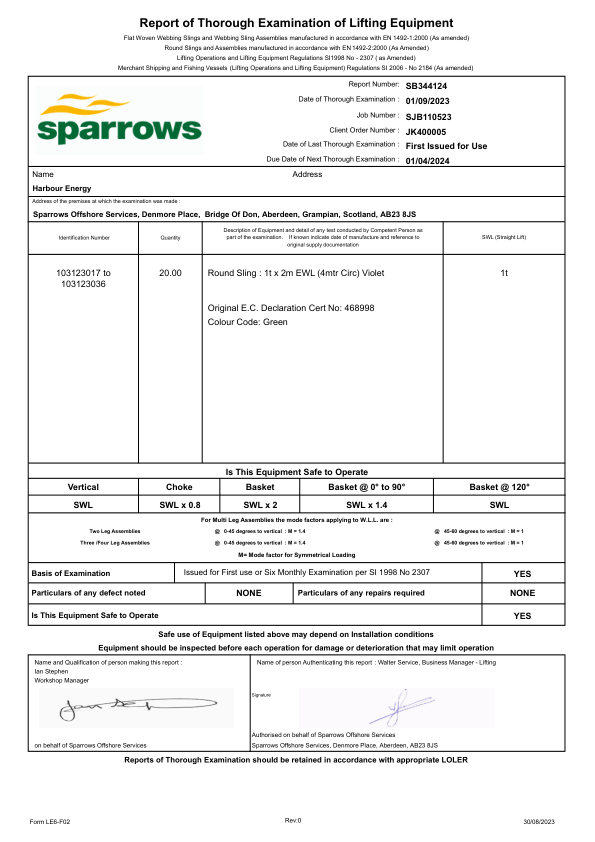 Report of Thorough Examination of Lifting Equipment
Flat Woven Webbing Slings and Webbing Sling Assemblies manufactured in accordance with EN 1492-1:2000 (As amended)
Round Slings and Assemblies manufactured in accordance with EN 1492-2:2000 (As Amended)
Lifting Operations and Lifting Equipment Regulations SI1998 No - 2307 ( as Amended)
Merchant Shipping and Fishing Vessels (Lifting Operations and Lifting Equipment) Regulations SI 2006 - No 2184 (as Amended)
sparrows
Report Number: SB344124
Date of Thorough Examination : 01/09/2023
Job Number : SJB110523
Client Order Number : JK400005
Date of Last Thorough Examination : First Issued for Use
Due Date of Next Thorough Examination : 01/04/2024
Name Address
Harbour Energy
Address of the premises at which the examination was made :
Sparrows Offshore Services, Denmore Place, Bridge Of Don, Aberdeen, Grampian, Scotland, AB23 8JS
Identification Number
Quantity
Description of Equipment and detail of any test conducted by Competent Person as
part of the examination. If known indicate date of manufacture and reference to
original supply documentation
SWL (Straight Lift)
103123017 to
103123036
20.00
Round Sling : 1t x 2m EWL (4mtr Circ) Violet
1t
Original E.C. Declaration Cert No: 468998
Colour Code: Green
Is This Equipment Safe to Operate
Vertical Choke Basket Basket @ 0° to 90° Basket @ 120°
SWL SWL x 0.8 SWL x 2 SWL x 1.4 SWL
For Multi Leg Assemblies the mode factors applying to W.L.L. are :
Two Leg Assemblies @ 0-45 degrees to vertical : M = 1.4 @ 45-60 degrees to vertical : M = 1
Three /Four Leg Assemblies @ 0-45 degrees to vertical : M = 1.4 @ 45-60 degrees to vertical : M = 1
M= Mode factor for Symmetrical Loading
Basis of Examination Issued for First use or Six Monthly Examination per SI 1998 No 2307 YES
Particulars of any defect noted NONE Particulars of any repairs required NONE
Is This Equipment Safe to Operate YES
Safe use of Equipment listed above may depend on Installation conditions
Equipment should be inspected before each operation for damage or deterioration that may limit operation
Name and Qualification of person making this report :
Ian Stephen
Workshop Manager
on behalf of Sparrows Offshore Services
Name of person Authenticating this report : Walter Service, Business Manager - Lifting
Signature
Authorised on behalf of Sparrows Offshore Services
Sparrows Offshore Services, Denmore Place, Aberdeen, AB23 8JS
Reports of Thorough Examination should be retained in accordance with appropriate LOLER
Form LE6-F02 Rev:0 30/08/2023